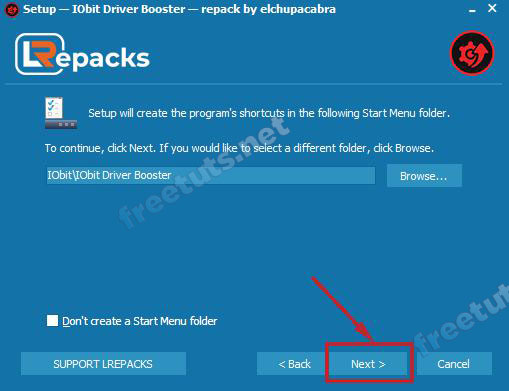 Setup — IObit Driver Booster — repack by elchupacabra
LRepacks
Setup will create the program's shortcuts in the following Start Menu folder.
To continue, click Next. If you would like to select a different folder, click Browse.
IObit\IObit Driver Booster
Browse...
freetuts.net
Don't create a Start Menu folder
freetuts
SUPPORT LREPACKS
< Back
Next >
Cancel